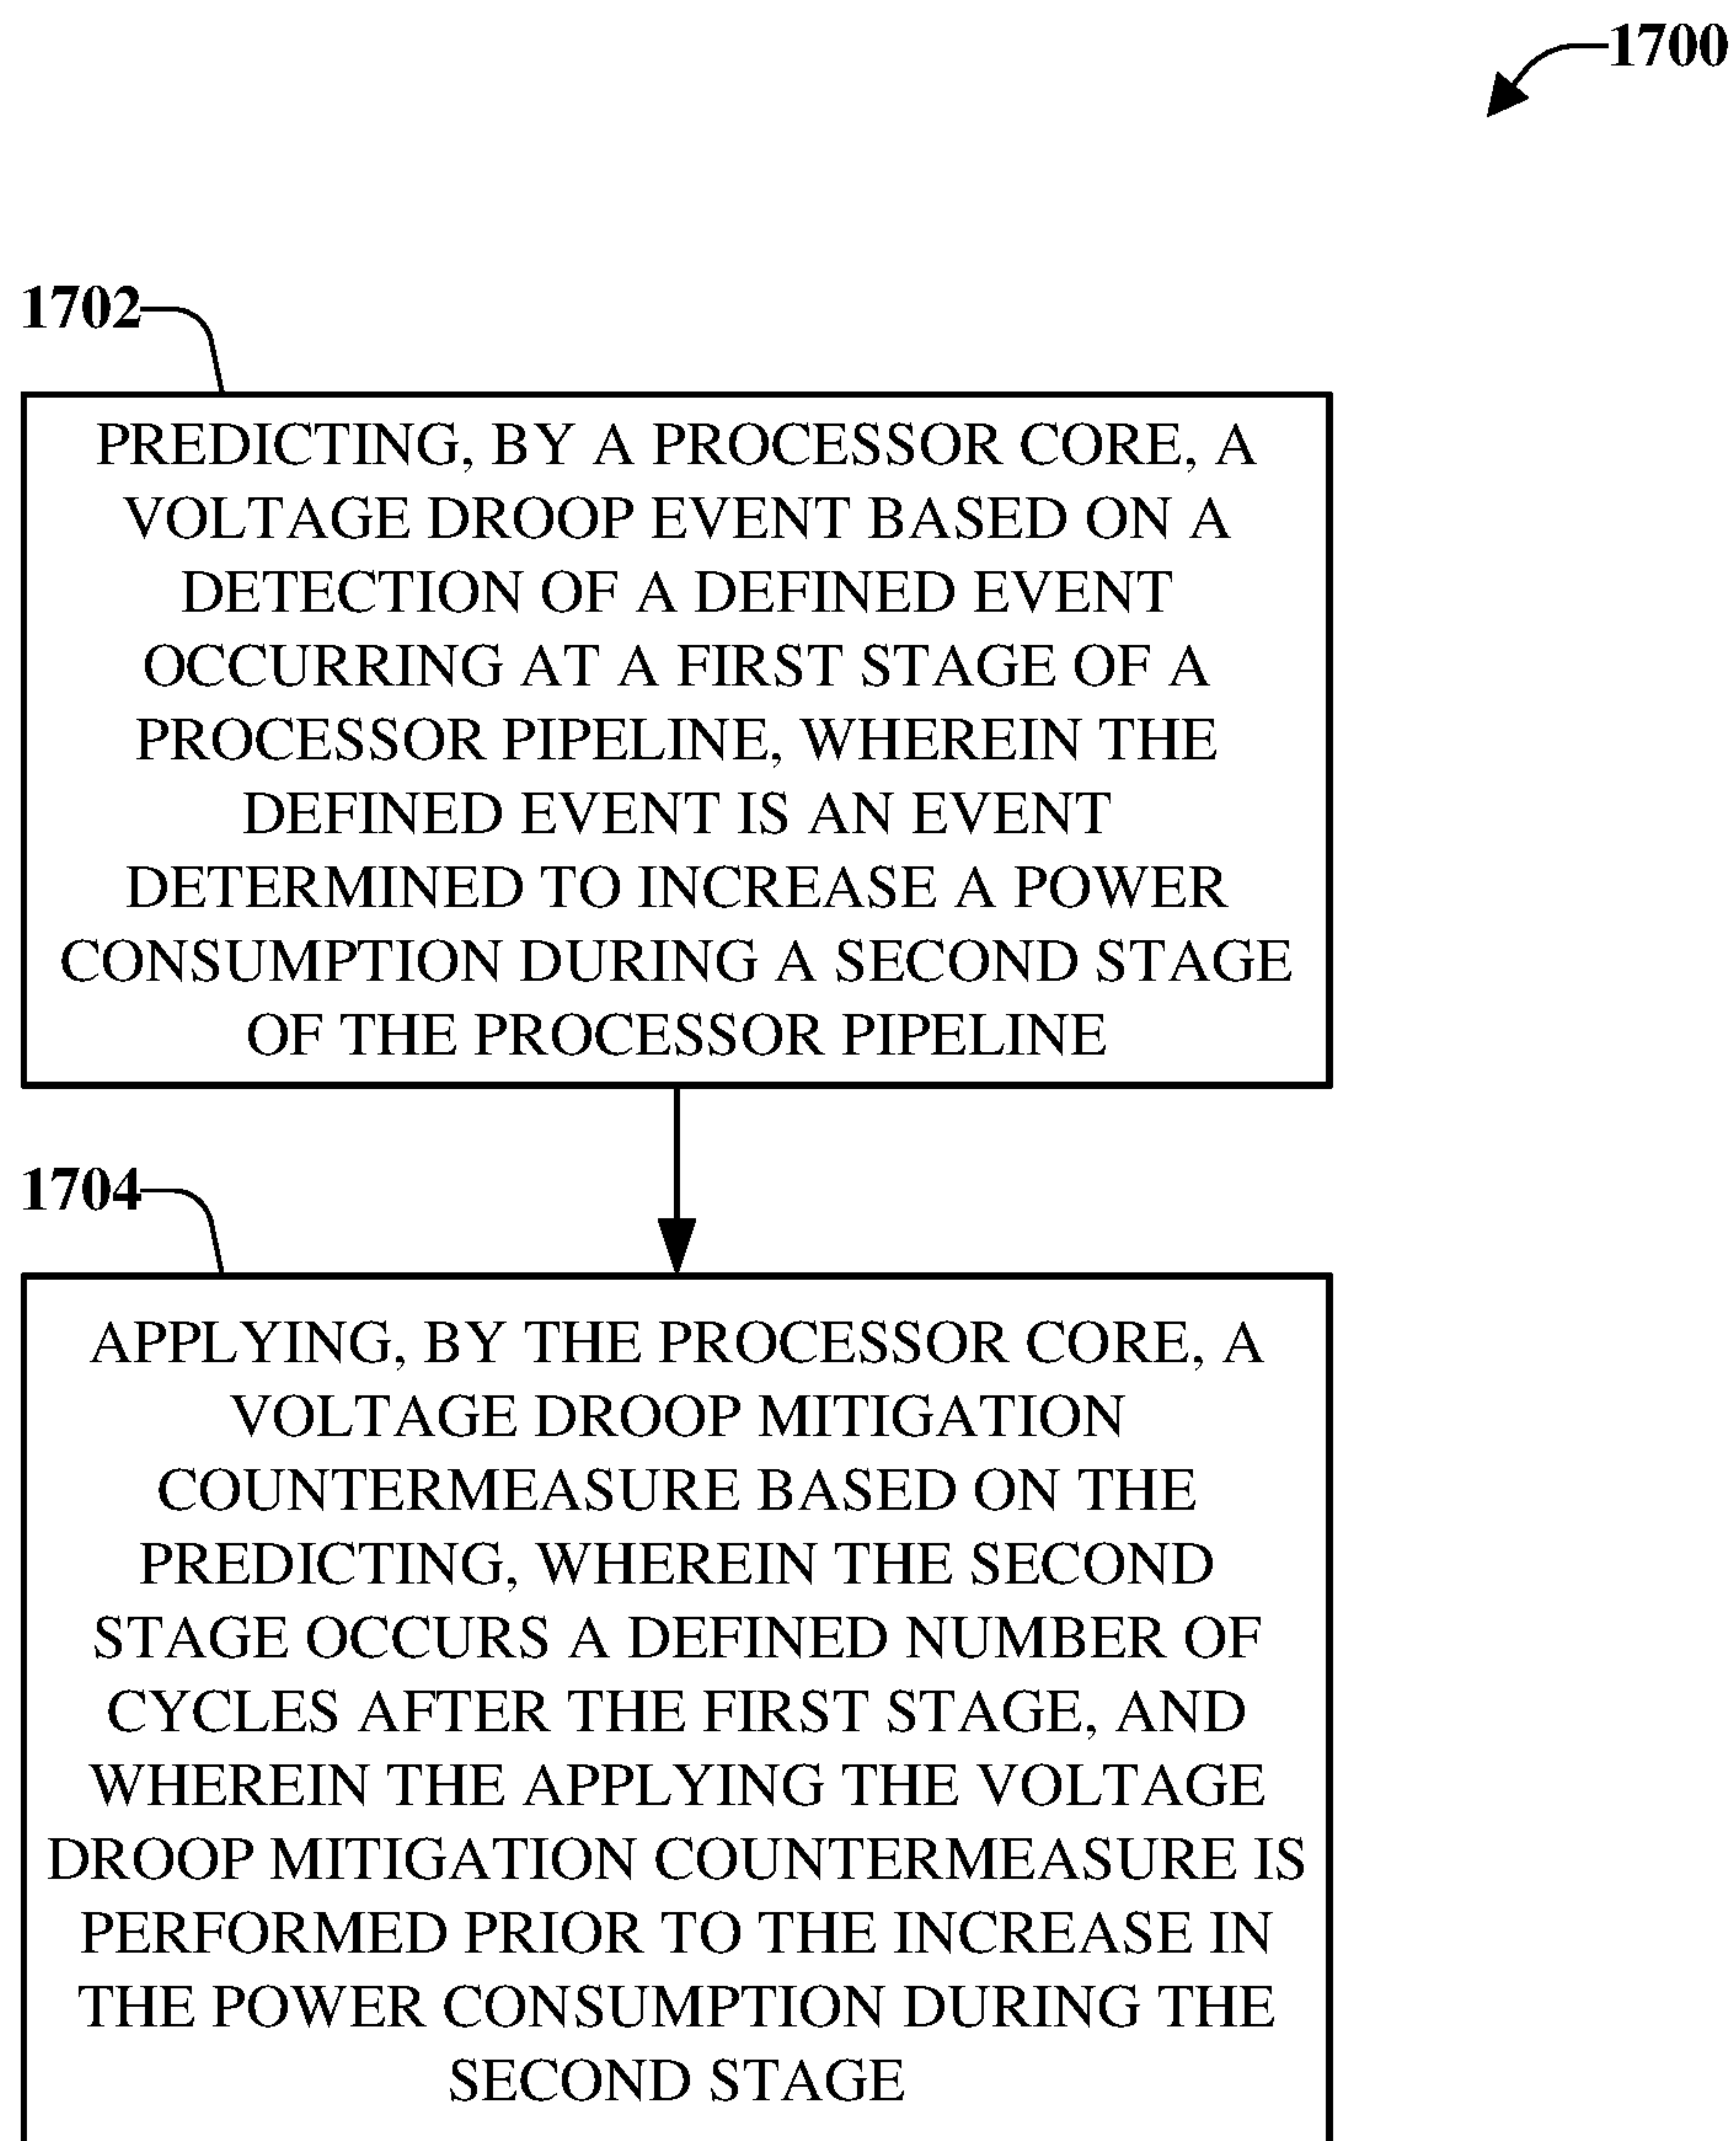 1700
1702
PREDICTING, BY A PROCESSOR CORE, A
VOLTAGE DROOP EVENT BASED ON A
DETECTION OF A DEFINED EVENT
OCCURRING AT A FIRST STAGE OF A
PROCESSOR PIPELINE, WHEREIN THE
DEFINED EVENT IS AN EVENT
DETERMINED TO INCREASE A POWER
CONSUMPTION DURING A SECOND STAGE
OF THE PROCESSOR PIPELINE
1704
APPLYING, BY THE PROCESSOR CORE, A
VOLTAGE DROOP MITIGATION
COUNTERMEASURE BASED ON THE
PREDICTING, WHEREIN THE SECOND
STAGE OCCURS A DEFINED NUMBER OF
CYCLES AFTER THE FIRST STAGE, AND
WHEREIN THE APPLYING THE VOLTAGE
DROOP MITIGATION COUNTERMEASURE IS
PERFORMED PRIOR TO THE INCREASE IN
THE POWER CONSUMPTION DURING THE
SECOND STAGE